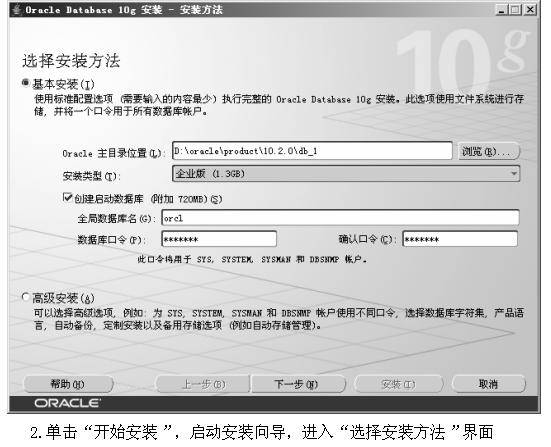 Oracle Database 10g 安装 - 安装方法
10g
选择安装方法
基本安装(I)
使用标准配置选项 (需要输入的内容最少) 执行完整的 Oracle Database 10g 安装。此选项使用文件系统进行存
储, 并将一个口令用于所有数据库帐户。
Oracle 主目录位置(L): D:\oracle\product\10.2.0\db_1 浏览(R)...
安装类型(T): 企业版 (1.3GB)
创建启动数据库 (附加 720MB)(S)
全局数据库名(G): orcl
数据库口令(P): ******* 确认口令(C): *******
此口令将用于 SYS, SYSTEM, SYSMAN 和 DBSNMP 帐户。
高级安装(A)
可以选择高级选项, 例如: 为 SYS, SYSTEM, SYSMAN 和 DBSNMP 帐户使用不同口令, 选择数据库字符集, 产品语
言, 自动备份, 定制安装以及备用存储选项 (例如自动存储管理)。
帮助(H) 上一步(B) 下一步(N) 安装(I) 取消
ORACLE
2.单击“开始安装”，启动安装向导，进入“选择安装方法”界面